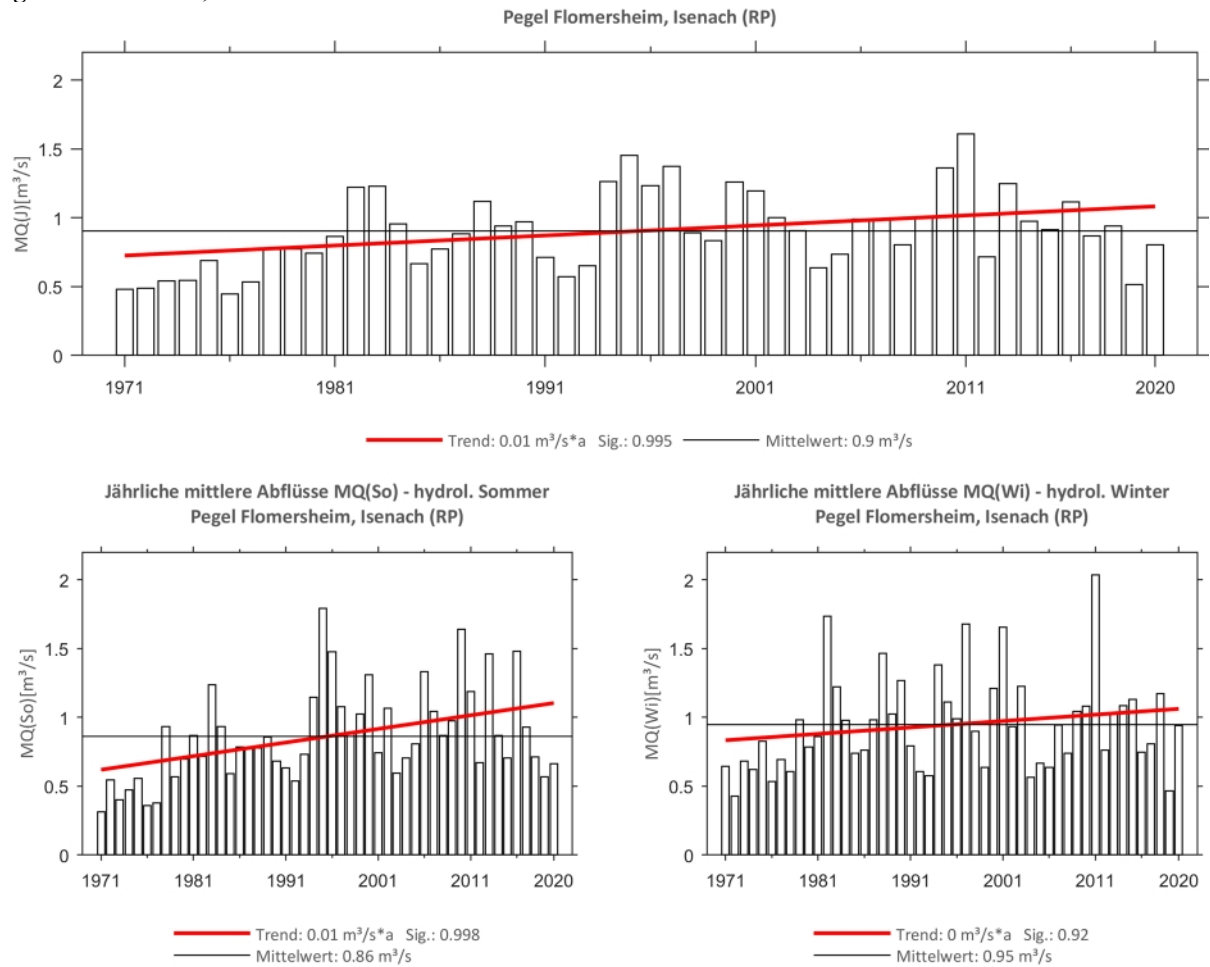 Pegel Flomersheim, Isenach (RP)
MQ(J)[m³/s]
2
1.5
1
0.5
0
1971 1981 1991 2001 2011 2020
Trend: 0.01 m³/s*a Sig.: 0.995 Mittelwert: 0.9 m³/s
Jährliche mittlere Abflüsse MQ(So) - hydrol. Sommer
Pegel Flomersheim, Isenach (RP)
MQ(So)[m³/s]
2
1.5
1
0.5
0
1971 1981 1991 2001 2011 2020
Trend: 0.01 m³/s*a Sig.: 0.998
Mittelwert: 0.86 m³/s
Jährliche mittlere Abflüsse MQ(Wi) - hydrol. Winter
Pegel Flomersheim, Isenach (RP)
MQ(Wi)[m³/s]
2
1.5
1
0.5
0
1971 1981 1991 2001 2011 2020
Trend: 0 m³/s*a Sig.: 0.92
Mittelwert: 0.95 m³/s